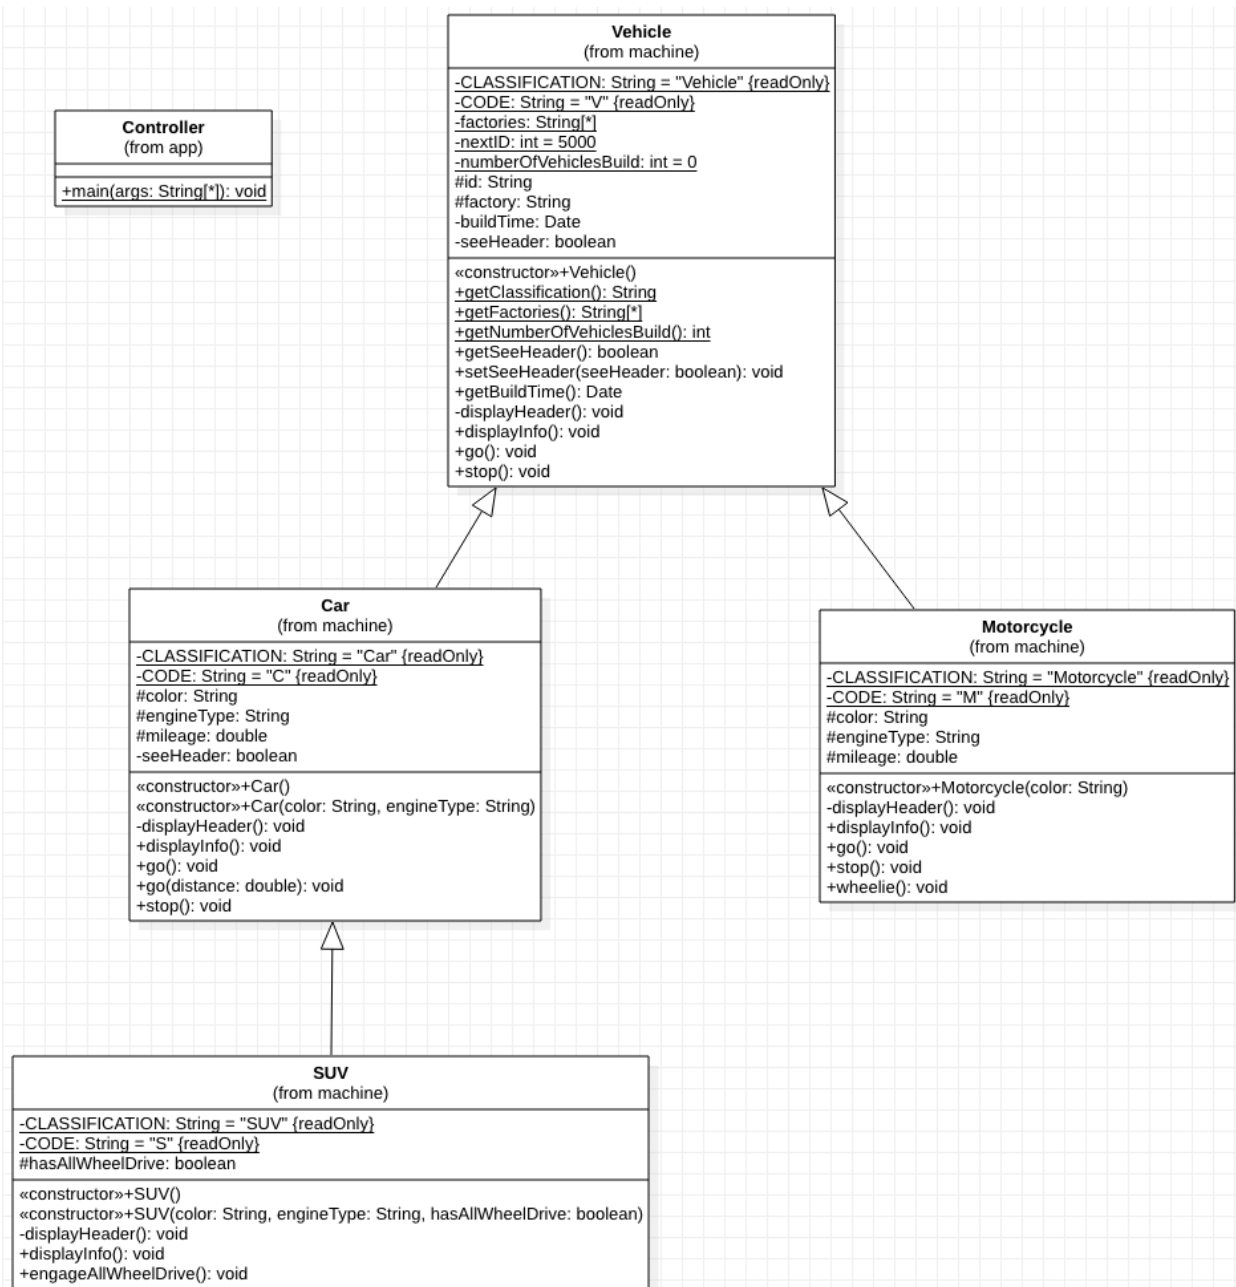 Vehicle
(from machine)
-CLASSIFICATION: String = "Vehicle" {readOnly}
-CODE: String = "V" {readOnly}
-factories: String[*]
-nextID: int = 5000
-numberOfVehiclesBuild: int = 0
#id: String
#factory: String
-buildTime: Date
-seeHeader: boolean
«constructor»+Vehicle()
+getClassification(): String
+getFactories(): String[*]
+getNumberOfVehiclesBuild(): int
+getSeeHeader(): boolean
+setSeeHeader(seeHeader: boolean): void
+getBuildTime(): Date
-displayHeader(): void
+displayInfo(): void
+go(): void
+stop(): void
Controller
(from app)
+main(args: String[*]): void
Car
(from machine)
-CLASSIFICATION: String = "Car" {readOnly}
-CODE: String = "C" {readOnly}
#color: String
#engineType: String
#mileage: double
-seeHeader: boolean
«constructor»+Car()
«constructor»+Car(color: String, engineType: String)
-displayHeader(): void
+displayInfo(): void
+go(): void
+go(distance: double): void
+stop(): void
Motorcycle
(from machine)
-CLASSIFICATION: String = "Motorcycle" {readOnly}
-CODE: String = "M" {readOnly}
#color: String
#engineType: String
#mileage: double
«constructor»+Motorcycle(color: String)
-displayHeader(): void
+displayInfo(): void
+go(): void
+stop(): void
+wheelie(): void
SUV
(from machine)
-CLASSIFICATION: String = "SUV" {readOnly}
-CODE: String = "S" {readOnly}
#hasAllWheelDrive: boolean
«constructor»+SUV()
«constructor»+SUV(color: String, engineType: String, hasAllWheelDrive: boolean)
-displayHeader(): void
+displayInfo(): void
+engageAllWheelDrive(): void